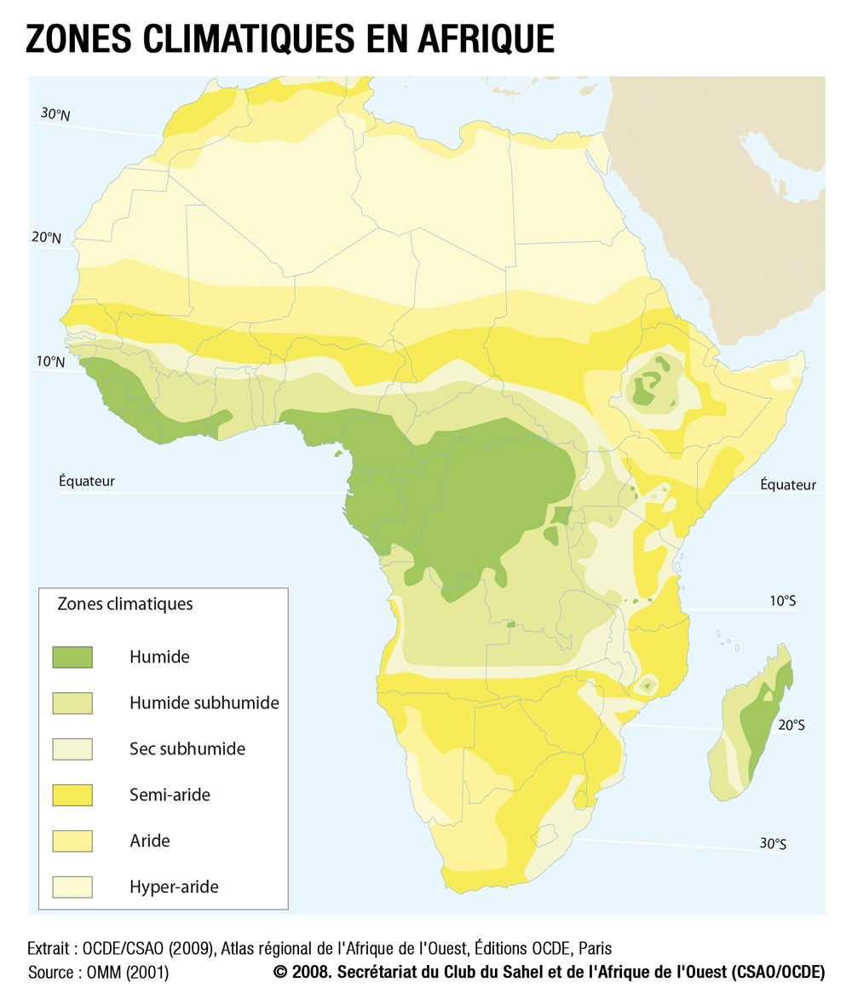 ZONES CLIMATIQUES EN AFRIQUE
30°N
20°N
10°N
Équateur
Équateur
10°S
20°S
30°S
Zones climatiques
Humide
Humide subhumide
Sec subhumide
Semi-aride
Aride
Hyper-aride
Extrait : OCDE/CSAO (2009), Atlas régional de l'Afrique de l'Ouest, Éditions OCDE, Paris
Source : OMM (2001)
© 2008. Secrétariat du Club du Sahel et de l'Afrique de l'Ouest (CSAO/OCDE)